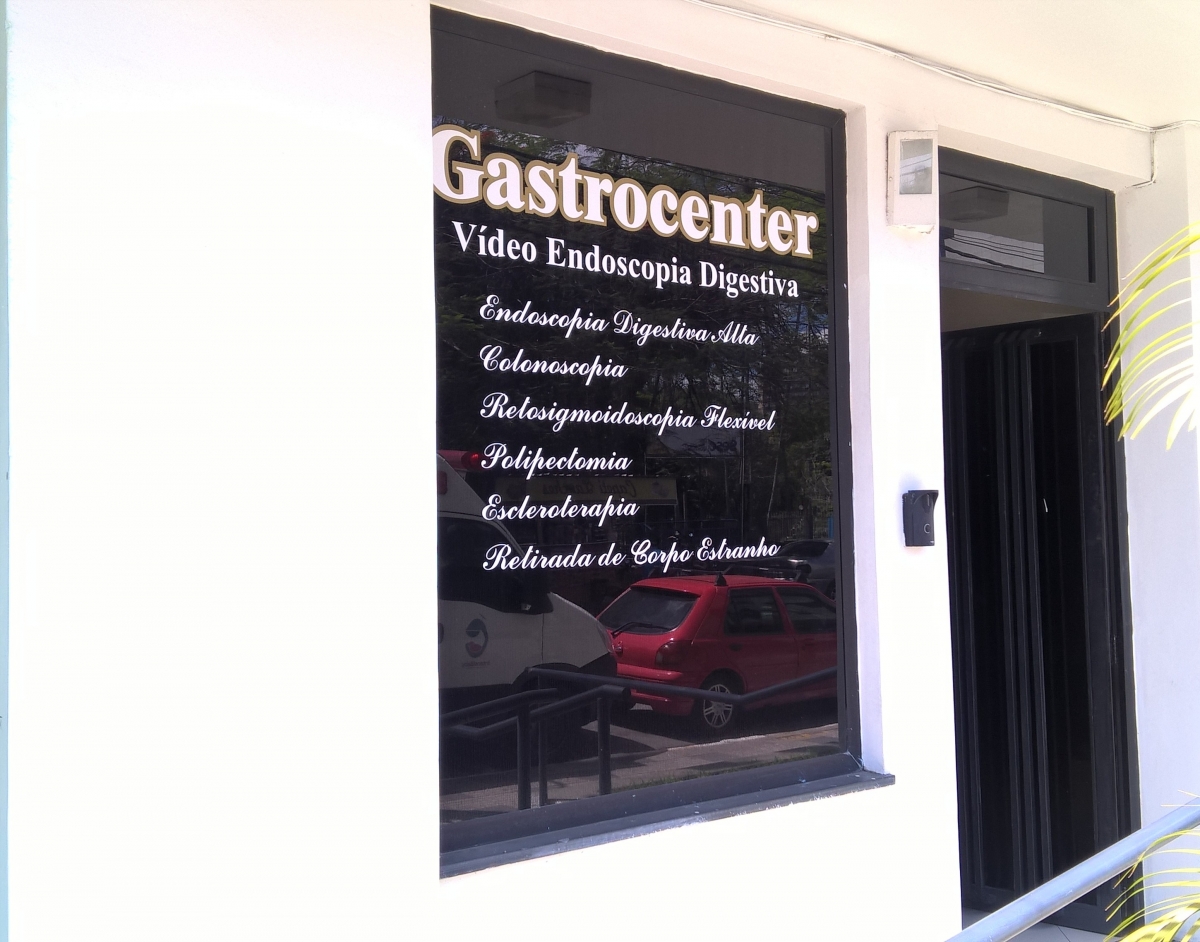 Gastrocenter
Vídeo Endoscopia Digestiva
Endoscopia Digestiva Alta
Colonoscopia
Retosigmoidoscopia Flexível
Polipectomia
Escleroterapia
Retirada de Corpo Estranho